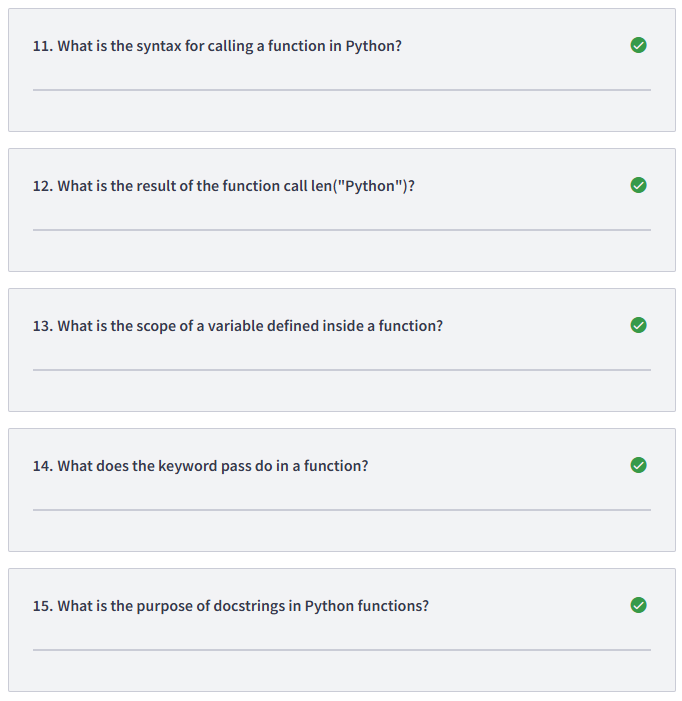 11. What is the syntax for calling a function in Python?
12. What is the result of the function call len("Python")?
13. What is the scope of a variable defined inside a function?
14. What does the keyword pass do in a function?
15. What is the purpose of docstrings in Python functions?